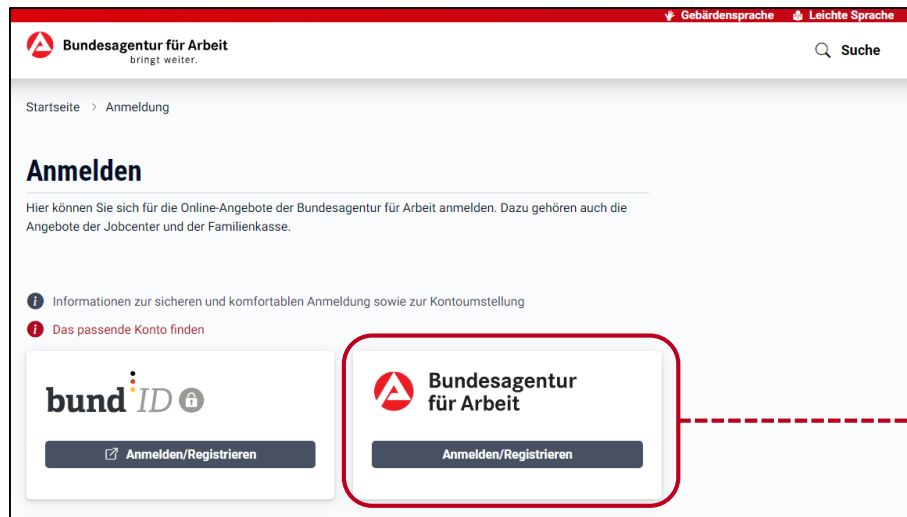 Gebärdensprache Leichte Sprache
Bundesagentur für Arbeit
bringt weiter.
Suche
Startseite > Anmeldung
Anmelden
Hier können Sie sich für die Online-Angebote der Bundesagentur für Arbeit anmelden. Dazu gehören auch die
Angebote der Jobcenter und der Familienkasse.
Informationen zur sicheren und komfortablen Anmeldung sowie zur Kontoumstellung
Das passende Konto finden
bundID
Anmelden/Registrieren
Bundesagentur
für Arbeit
Anmelden/Registrieren